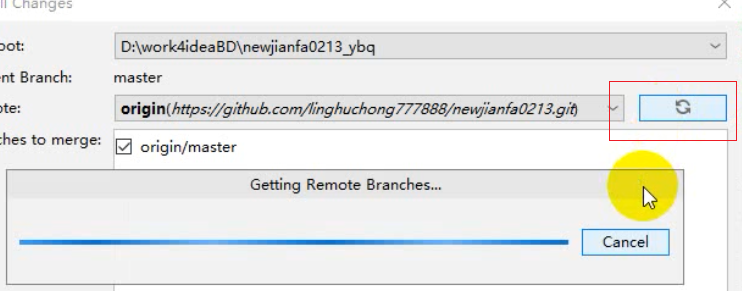 ll Changes
oot: D:\work4ideaBD\newjianfa0213_ybq
ent Branch: master
ote: origin(https://github.com/linghuchong777888/newjianfa0213.git)
ches to merge: origin/master
Getting Remote Branches...
Cancel